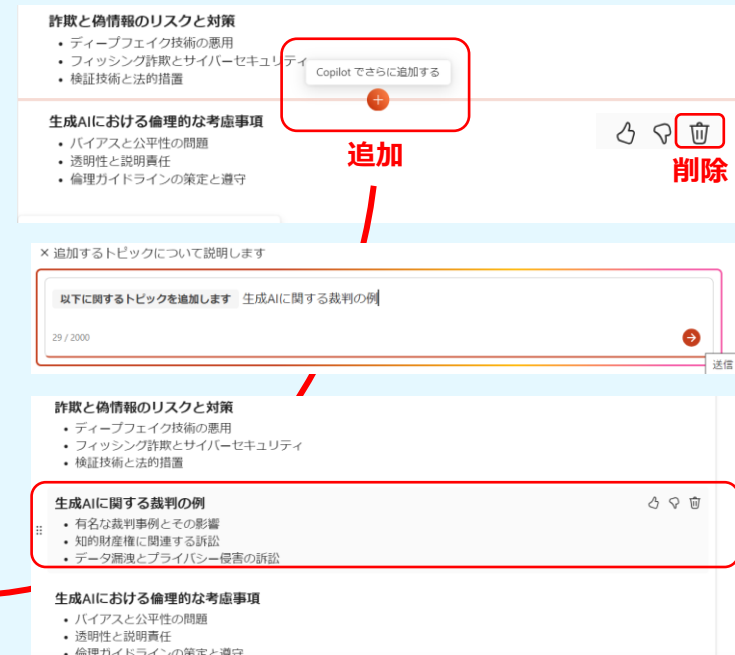 詐欺と偽情報のリスクと対策
• ディープフェイク技術の悪用
• フィッシング詐欺とサイバーセキュリティ
• 検証技術と法的措置
Copilot でさらに追加する
追加
生成AIにおける倫理的な考慮事項
• バイアスと公平性の問題
• 透明性と説明責任
• 倫理ガイドラインの策定と遵守
削除
× 追加するトピックについて説明します
以下に関するトピックを追加します 生成AIに関する裁判の例
29 / 2000
送信
詐欺と偽情報のリスクと対策
• ディープフェイク技術の悪用
• フィッシング詐欺とサイバーセキュリティ
• 検証技術と法的措置
生成AIに関する裁判の例
• 有名な裁判事例とその影響
• 知的財産権に関連する訴訟
• データ漏洩とプライバシー侵害の訴訟
生成AIにおける倫理的な考慮事項
• バイアスと公平性の問題
• 透明性と説明責任
• 倫理ガイドラインの策定と遵守